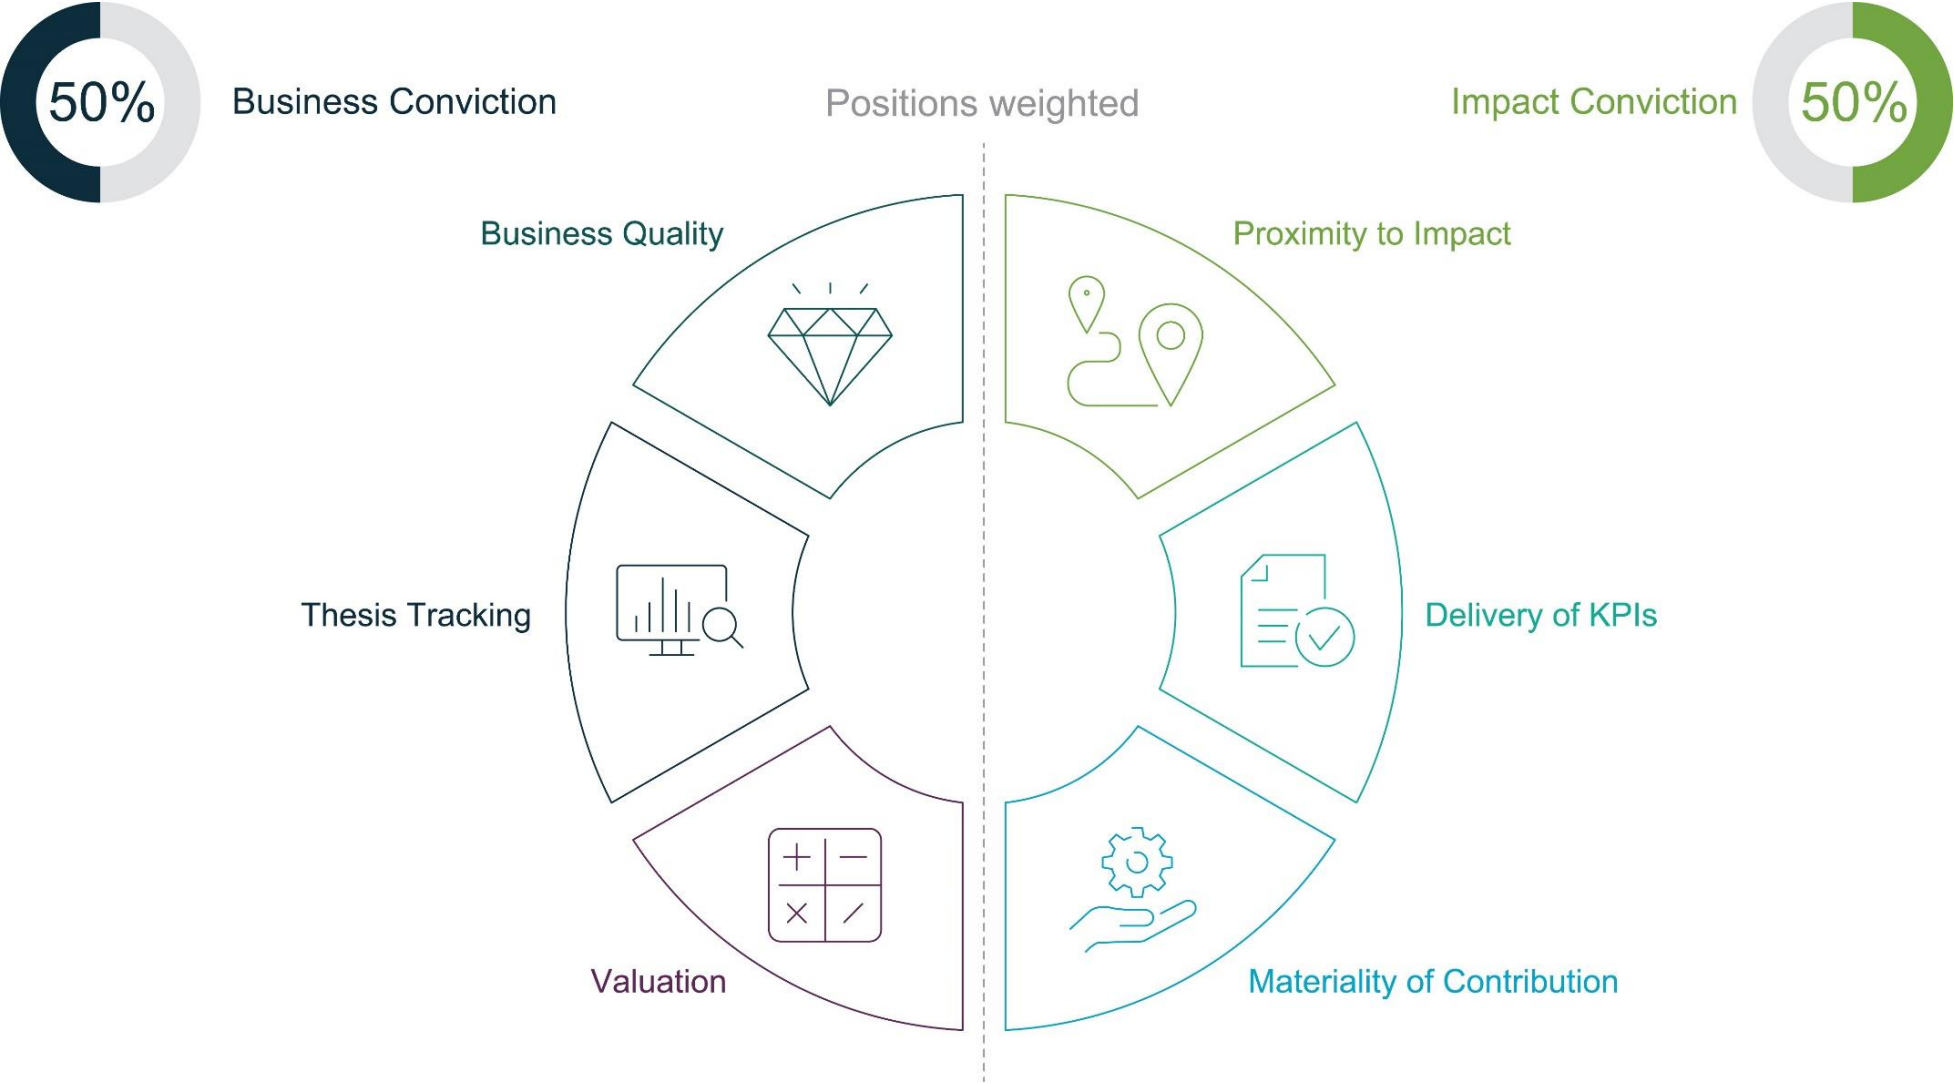 50%
Business Conviction
Positions weighted
Impact Conviction
50%
Business Quality
Proximity to Impact
Thesis Tracking
Delivery of KPIs
Valuation
Materiality of Contribution